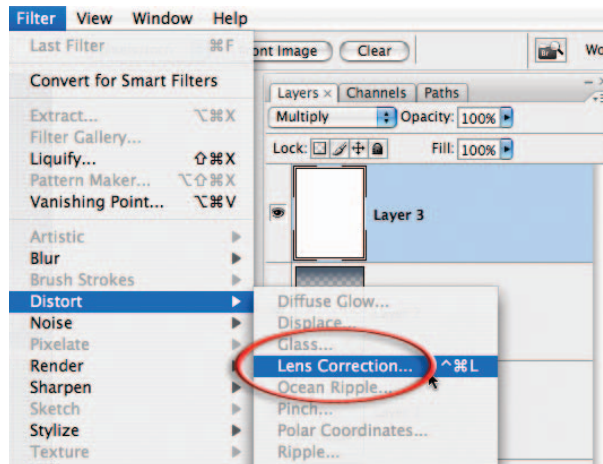 Filter View Window Help
Last Filter ⌘F
ont Image Clear
Wo
Convert for Smart Filters
Extract... ⌥⌘X
Filter Gallery...
Liquify... ⇧⌘X
Pattern Maker... ⌥⇧⌘X
Vanishing Point... ⌥⌘V
Artistic
Blur
Brush Strokes
Distort
Noise
Pixelate
Render
Sharpen
Sketch
Stylize
Texture
Layers × Channels Paths
Multiply Opacity: 100%
Lock: Fill: 100%
Layer 3
Diffuse Glow...
Displace...
Glass...
Lens Correction... ^⌘L
Ocean Ripple...
Pinch...
Polar Coordinates...
Ripple...